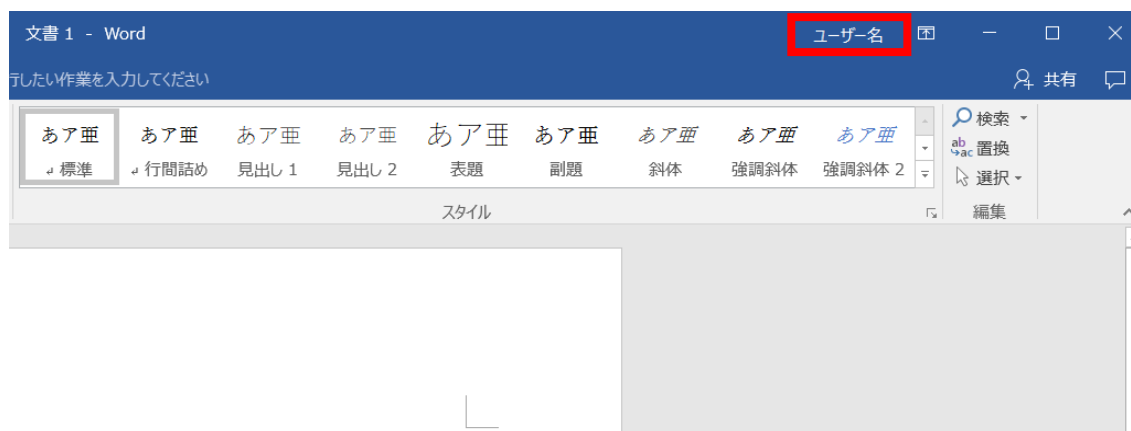 文書 1 - Word ユーザー名
行したい作業を入力してください 共有
あア亜 あア亜 あア亜 あア亜 あア亜 あア亜 あア亜 あア亜 あア亜 検索
↲ 標準 ↲ 行間詰め 見出し 1 見出し 2 表題 副題 斜体 強調斜体 強調斜体 2 ab ac 置換
選択
スタイル 編集